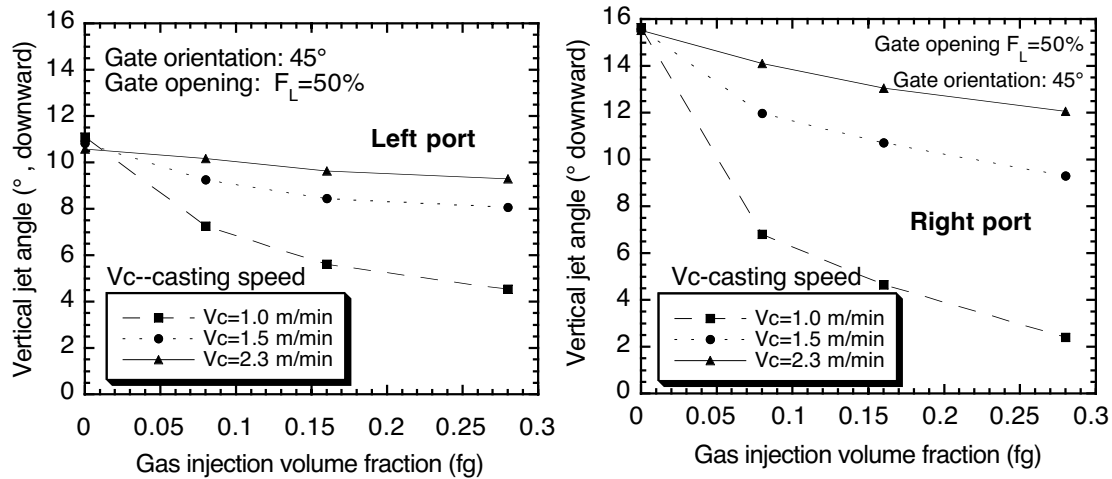 16
14
12
10
8
6
4
2
0
Vertical jet angle (° , downward)
Gate orientation: 45°
Gate opening: F_L=50%
Left port
Vc--casting speed
Vc=1.0 m/min
Vc=1.5 m/min
Vc=2.3 m/min
0 0.05 0.1 0.15 0.2 0.25 0.3
Gas injection volume fraction (fg)
16
14
12
10
8
6
4
2
0
Vertical jet angle (° downward)
Gate opening F_L=50%
Gate orientation: 45°
Right port
Vc-casting speed
Vc=1.0 m/min
Vc=1.5 m/min
Vc=2.3 m/min
0 0.05 0.1 0.15 0.2 0.25 0.3
Gas injection volume fraction (fg)